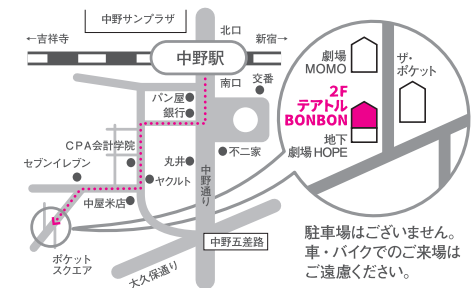 中野サンプラザ
北口
←吉祥寺
新宿→
中野駅
南口
交番
パン屋
銀行
CPA会計学院
丸井
不二家
セブンイレブン
ヤクルト
中野通り
中屋米店
中野五差路
ポケット
スクエア
大久保通り
劇場
MOMO
ザ・
ポケット
2F
テアトル
BONBON
地下
劇場HOPE
駐車場はございません。
車・バイクでのご来場は
ご遠慮ください。